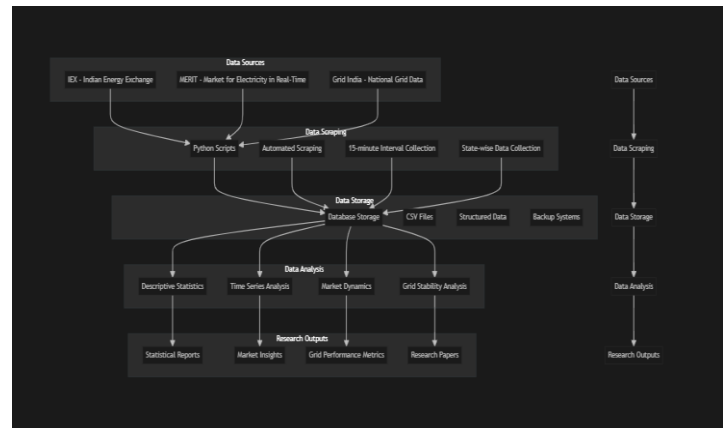 Data Sources
IEX - Indian Energy Exchange
MERIT - Market for Electricity in Real-Time
Grid India - National Grid Data
Data Scraping
Python Scripts
Automated Scraping
15-minute Interval Collection
State-wise Data Collection
Data Storage
Database Storage
CSV Files
Structured Data
Backup Systems
Data Analysis
Descriptive Statistics
Time Series Analysis
Market Dynamics
Grid Stability Analysis
Research Outputs
Statistical Reports
Market Insights
Grid Performance Metrics
Research Papers
Data Sources
Data Scraping
Data Storage
Data Analysis
Research Outputs